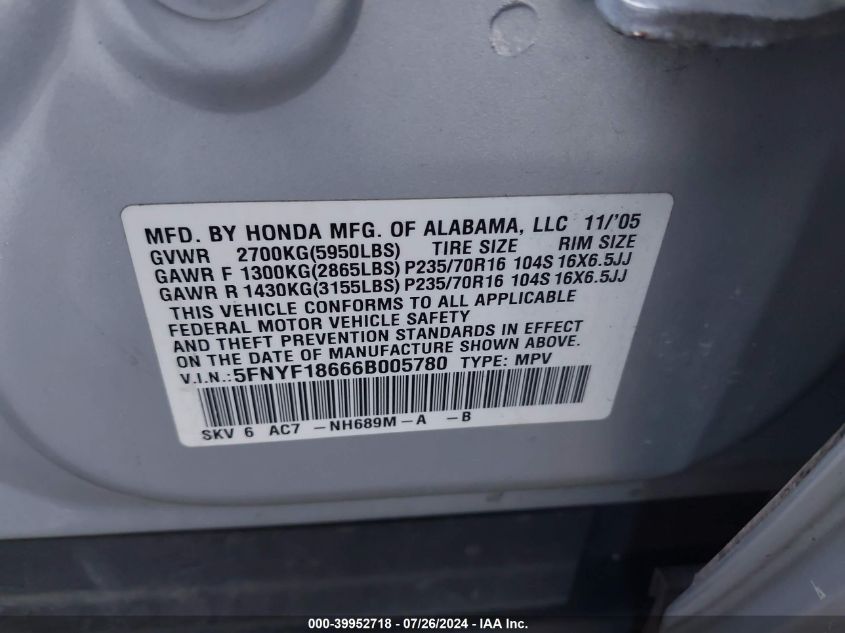 MFD. BY HONDA MFG. OF ALABAMA, LLC 11/'05
GVWR 2700KG(5950LBS) TIRE SIZE RIM SIZE
GAWR F 1300KG(2865LBS) P235/70R16 104S 16X6.5JJ
GAWR R 1430KG(3155LBS) P235/70R16 104S 16X6.5JJ
THIS VEHICLE CONFORMS TO ALL APPLICABLE
FEDERAL MOTOR VEHICLE SAFETY
AND THEFT PREVENTION STANDARDS IN EFFECT
ON THE DATE OF MANUFACTURE SHOWN ABOVE.
V.I.N.:5FNYF18666B005780 TYPE: MPV
SKV 6 AC7 -NH689M-A -B
000-39952718 - 07/26/2024 - IAA Inc.